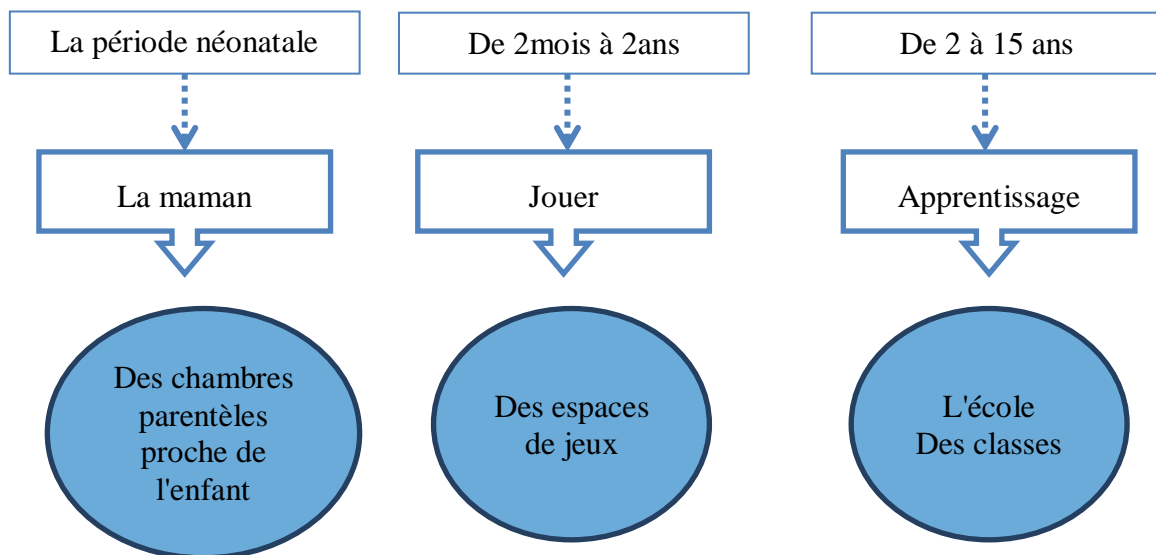 La période néonatale
De 2mois à 2ans
De 2 à 15 ans
La maman
Jouer
Apprentissage
Des chambres
parentèles
proche de
l'enfant
Des espaces
de jeux
L'école
Des classes